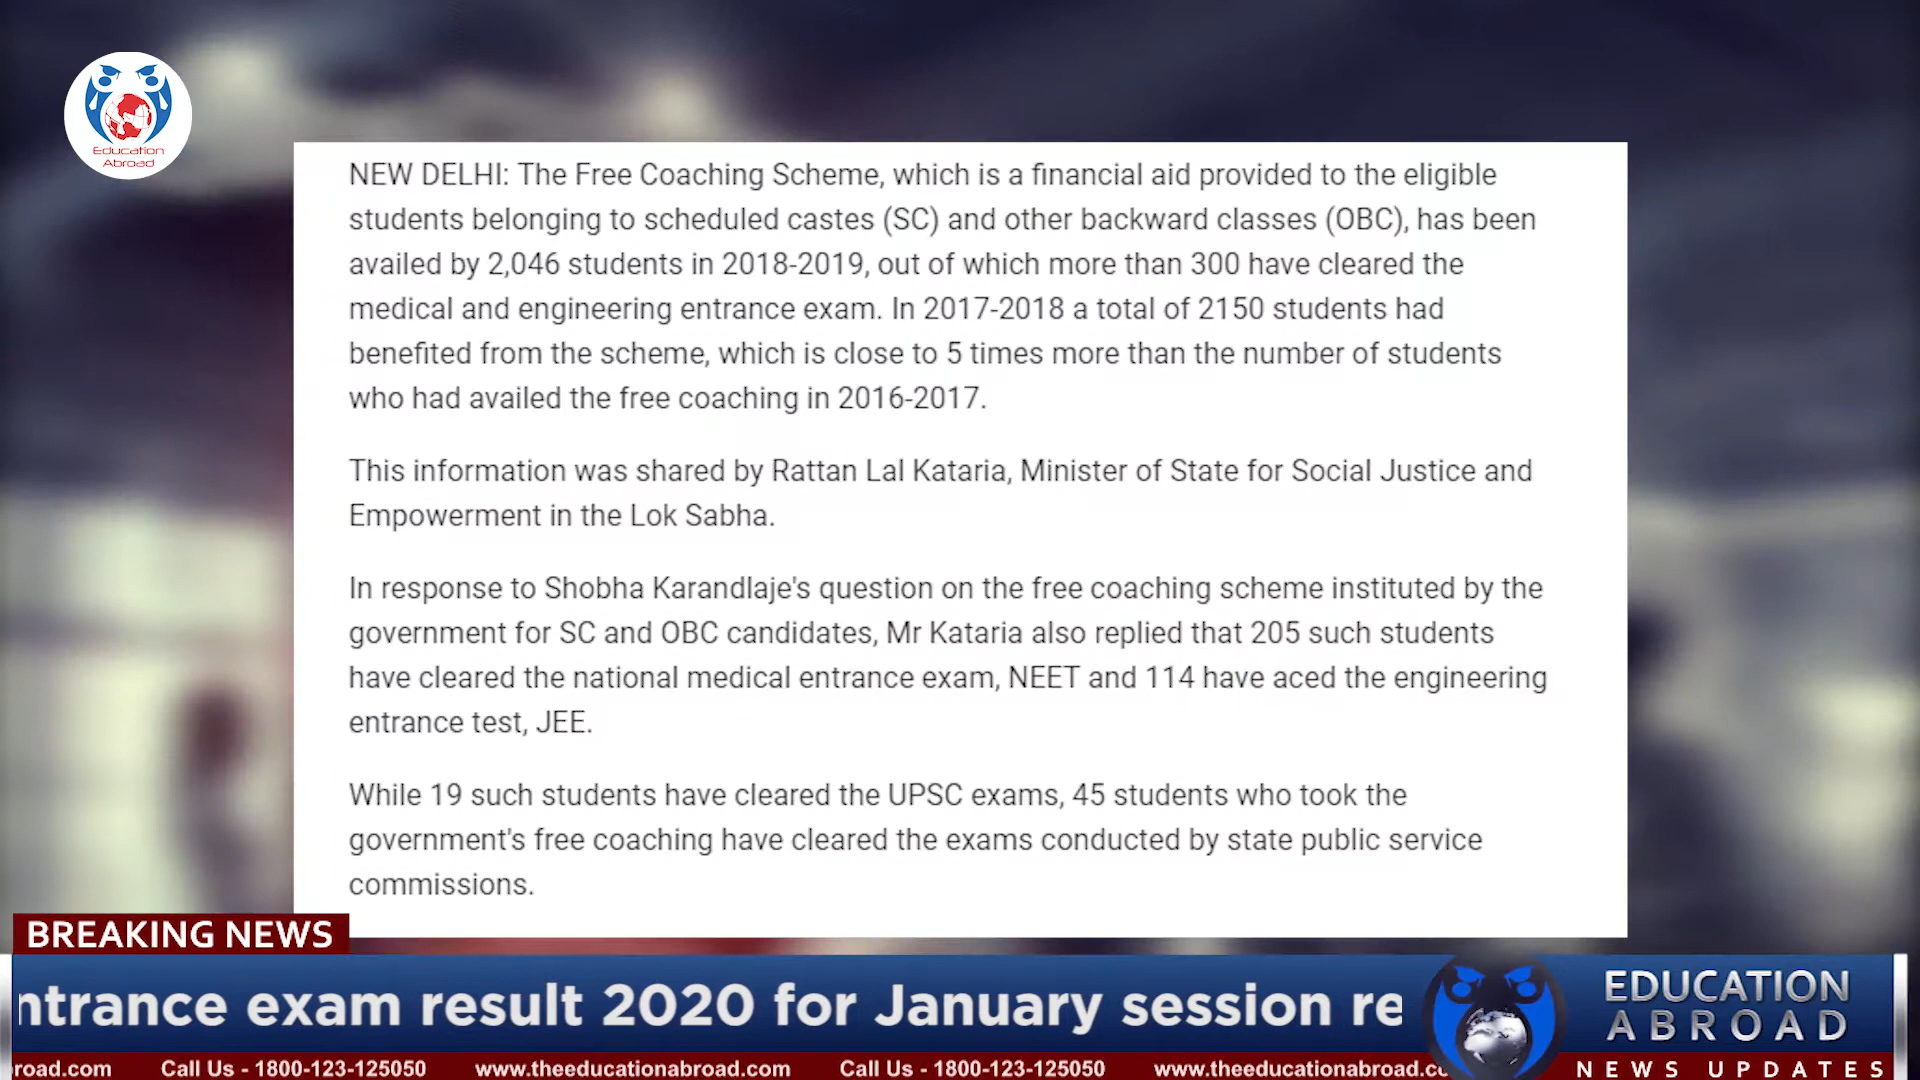 Education
Abroad
NEW DELHI: The Free Coaching Scheme, which is a financial aid provided to the eligible
students belonging to scheduled castes (SC) and other backward classes (OBC), has been
availed by 2,046 students in 2018-2019, out of which more than 300 have cleared the
medical and engineering entrance exam. In 2017-2018 a total of 2150 students had
benefited from the scheme, which is close to 5 times more than the number of students
who had availed the free coaching in 2016-2017.
This information was shared by Rattan Lal Kataria, Minister of State for Social Justice and
Empowerment in the Lok Sabha.
In response to Shobha Karandlaje's question on the free coaching scheme instituted by the
government for SC and OBC candidates, Mr Kataria also replied that 205 such students
have cleared the national medical entrance exam, NEET and 114 have aced the engineering
entrance test, JEE.
While 19 such students have cleared the UPSC exams, 45 students who took the
government's free coaching have cleared the exams conducted by state public service
commissions.
BREAKING NEWS
ntrance exam result 2020 for January session re
EDUCATION
ABROAD
road.com Call Us - 1800-123-125050 www.theeducationabroad.com Call Us - 1800-123-125050 www.theeducationabroad.co
NEWS UPDATES